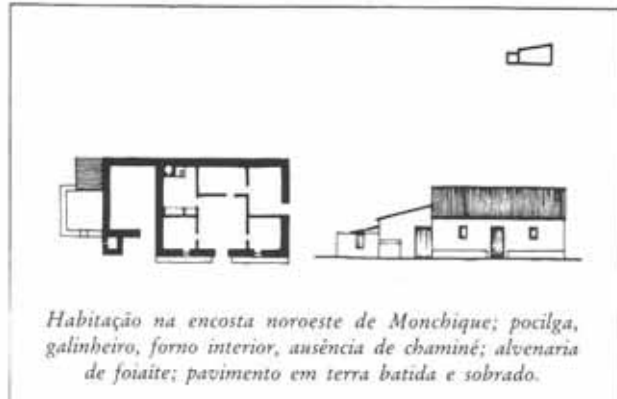 Habitação na encosta noroeste de Monchique; pocilga,
galinheiro, forno interior, ausência de chaminé; alvenaria
de foiaite; pavimento em terra batida e sobrado.